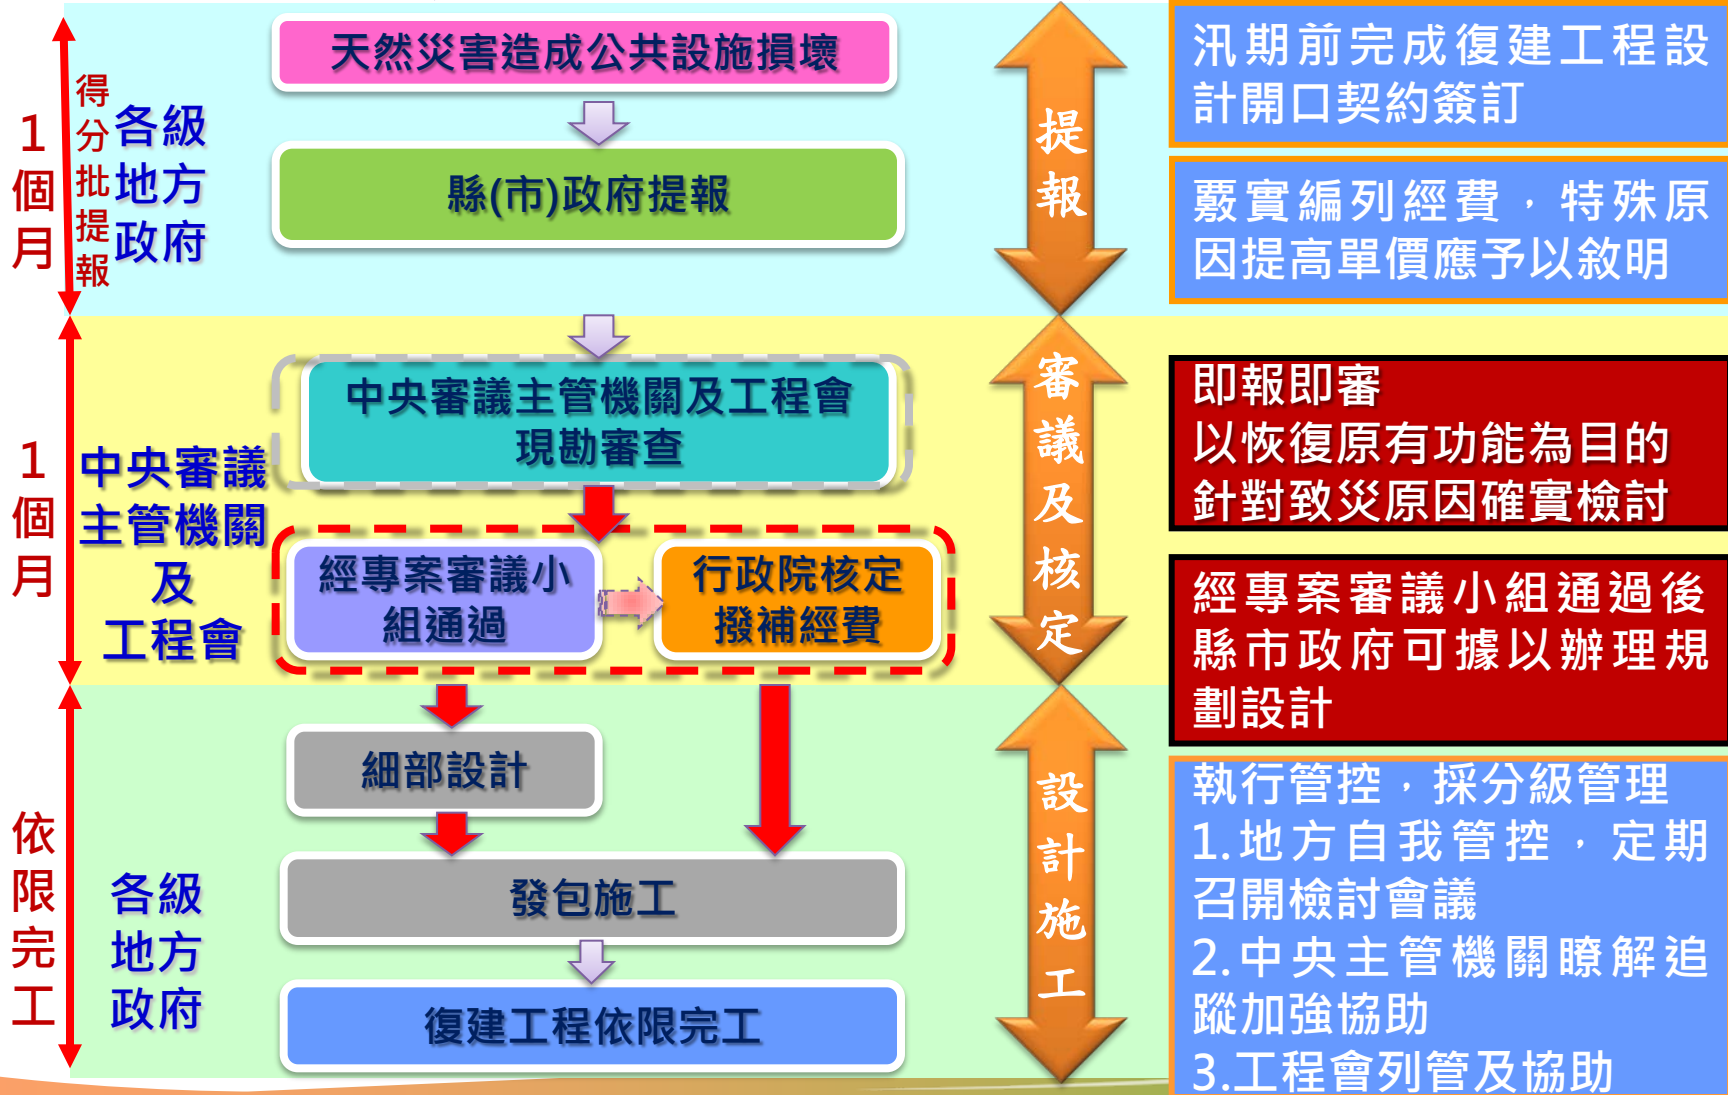 天然災害造成公共設施損壞
縣(市)政府提報
1個月
得分批提報
各級
地方
政府
提報
汛期前完成復建工程設
計開口契約簽訂
覈實編列經費，特殊原
因提高單價應予以敘明
中央審議主管機關及工程會
現勘審查
經專案審議小
組通過
行政院核定
撥補經費
1個月
中央審議
主管機關
及
工程會
審議及核定
即報即審
以恢復原有功能為目的
針對致災原因確實檢討
經專案審議小組通過後
縣市政府可據以辦理規
劃設計
細部設計
發包施工
復建工程依限完工
依限完工
各級
地方
政府
設計施工
執行管控，採分級管理
1.地方自我管控，定期
召開檢討會議
2.中央主管機關瞭解追
蹤加強協助
3.工程會列管及協助